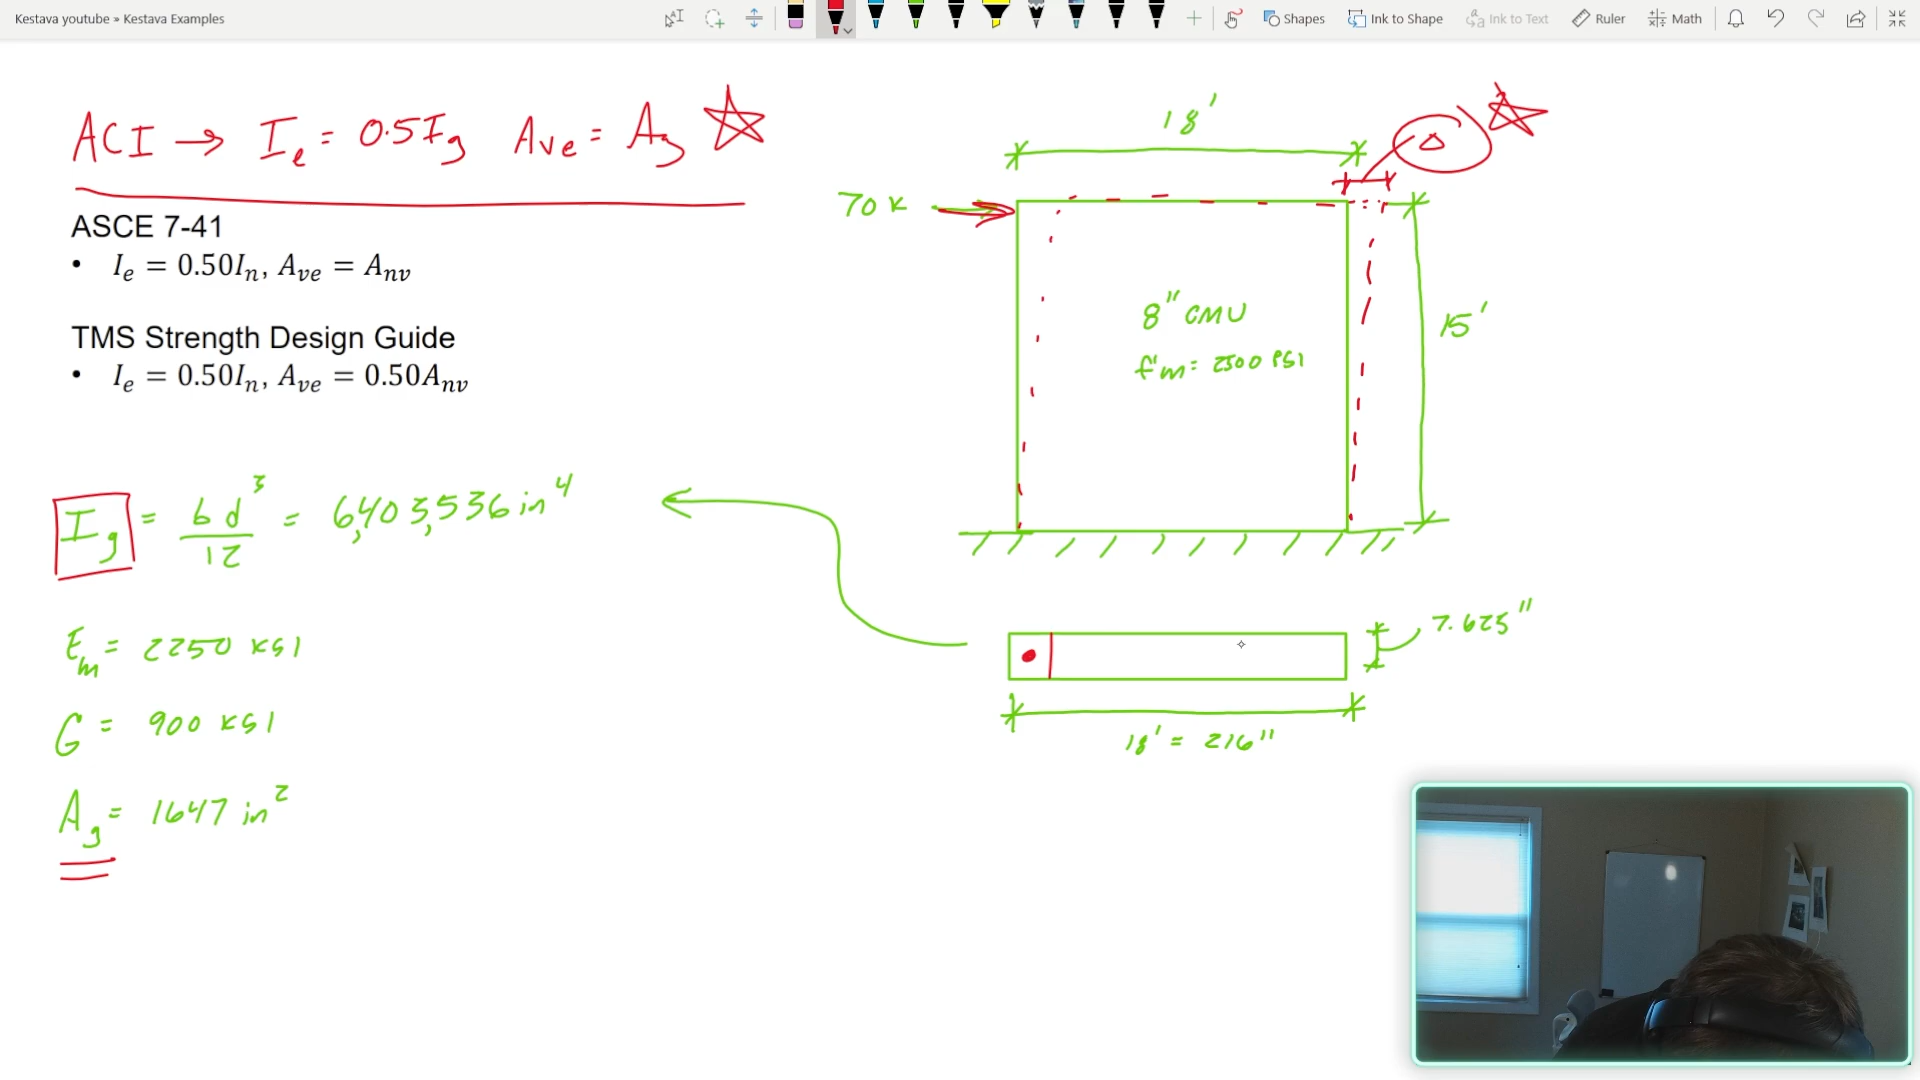 Kestava youtube » Kestava Examples
Shapes Ink to Shape Ink to Text Ruler Math
ACI → Ie = 0.5Ig Ave = Ag
ASCE 7-41
• Ie = 0.50In, Ave = Anv
TMS Strength Design Guide
• Ie = 0.50In, Ave = 0.50Anv
Ig = bd³/12 = 6,403,536 in⁴
Em = 2250 KSI
G = 900 KSI
Ag = 1647 in²
18'
Δ
70 K
8" CMU
f'm = 2500 PSI
15'
7.625"
18' = 216"